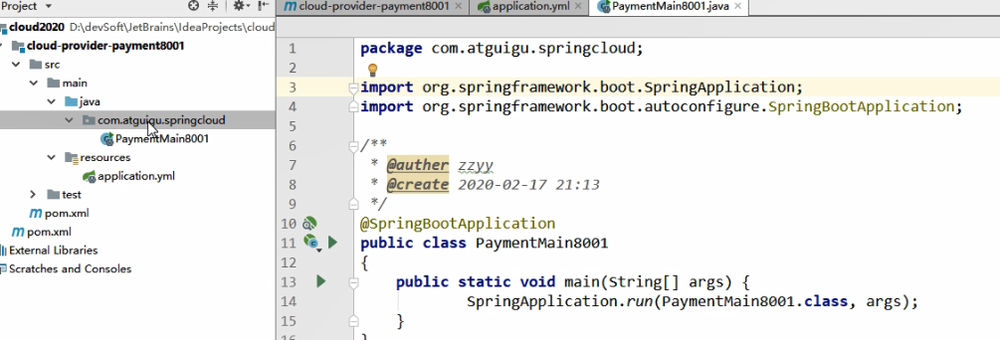 Project
cloud2020 D:\devSoft\JetBrains\IdeaProjects\cloud
cloud-provider-payment8001
src
main
java
com.atguigu.springcloud
PaymentMain8001
resources
application.yml
test
pom.xml
pom.xml
External Libraries
Scratches and Consoles
cloud-provider-payment8001 application.yml PaymentMain8001.java
1 package com.atguigu.springcloud;
2
3 import org.springframework.boot.SpringApplication;
4 import org.springframework.boot.autoconfigure.SpringBootApplication;
5
6 /**
7 * @auther zzyy
8 * @create 2020-02-17 21:13
9 */
10 @SpringBootApplication
11 public class PaymentMain8001
12 {
13 public static void main(String[] args) {
14 SpringApplication.run(PaymentMain8001.class, args);
15 }
16 }